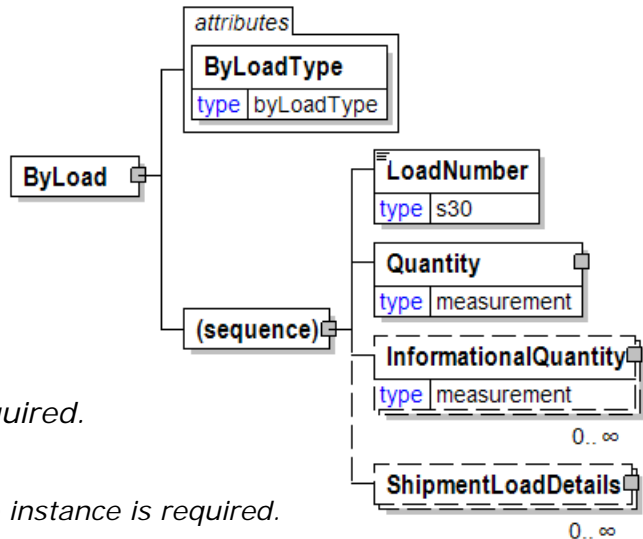 attributes
ByLoadType
type byLoadType
ByLoad
LoadNumber
type s30
Quantity
type measurement
(sequence)
InformationalQuantity
type measurement
0.. ∞
quired.
ShipmentLoadDetails
instance is required.
0.. ∞